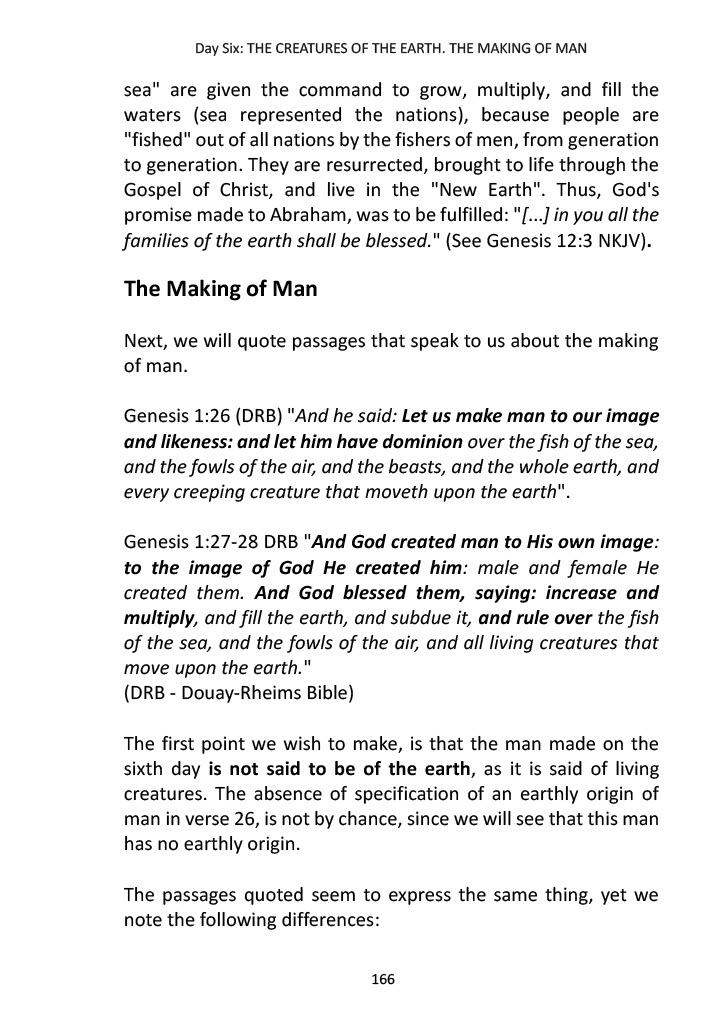 Day Six: THE CREATURES OF THE EARTH. THE MAKING OF MAN
sea" are given the command to grow, multiply, and fill the
waters (sea represented the nations), because people are
"fished" out of all nations by the fishers of men, from generation
to generation. They are resurrected, brought to life through the
Gospel of Christ, and live in the "New Earth". Thus, God's
promise made to Abraham, was to be fulfilled: "[...] in you all the
families of the earth shall be blessed." (See Genesis 12:3 NKJV).
The Making of Man
Next, we will quote passages that speak to us about the making
of man.
Genesis 1:26 (DRB) "And he said: Let us make man to our image
and likeness: and let him have dominion over the fish of the sea,
and the fowls of the air, and the beasts, and the whole earth, and
every creeping creature that moveth upon the earth".
Genesis 1:27-28 DRB "And God created man to His own image:
to the image of God He created him: male and female He
created them. And God blessed them, saying: increase and
multiply, and fill the earth, and subdue it, and rule over the fish
of the sea, and the fowls of the air, and all living creatures that
move upon the earth."
(DRB - Douay-Rheims Bible)
The first point we wish to make, is that the man made on the
sixth day is not said to be of the earth, as it is said of living
creatures. The absence of specification of an earthly origin of
man in verse 26, is not by chance, since we will see that this man
has no earthly origin.
The passages quoted seem to express the same thing, yet we
note the following differences:
166